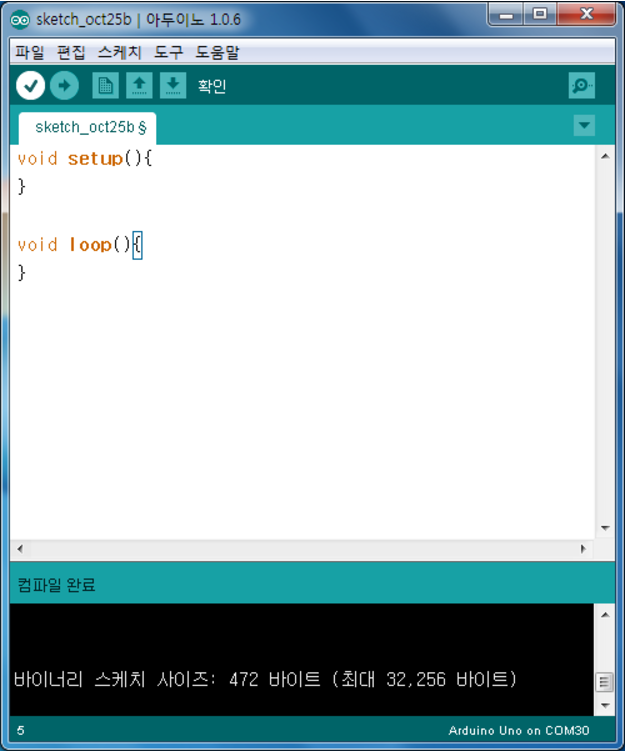 sketch_oct25b | 아두이노 1.0.6
파일 편집 스케치 도구 도움말
확인
sketch_oct25b §
void setup(){
}
void loop(){
}
컴파일 완료
바이너리 스케치 사이즈: 472 바이트 (최대 32,256 바이트)
5 Arduino Uno on COM30